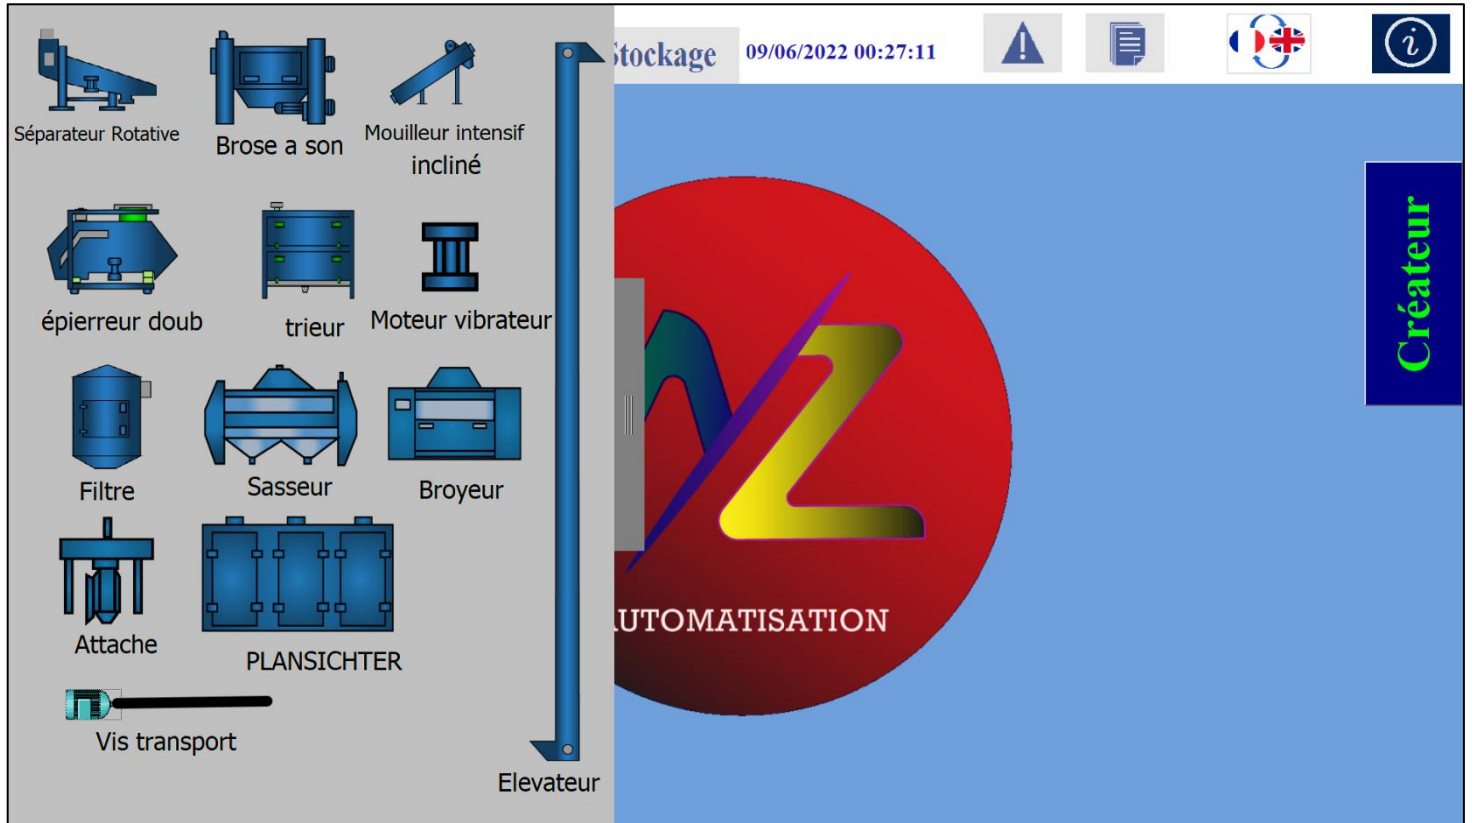 Stockage
09/06/2022 00:27:11
i
Séparateur Rotative
Brose a son
Mouilleur intensif
incliné
épierreur doub
trieur
Moteur vibrateur
Filtre
Sasseur
Broyeur
Attache
PLANSICHTER
Vis transport
Elevateur
Créateur
UTOMATISATION